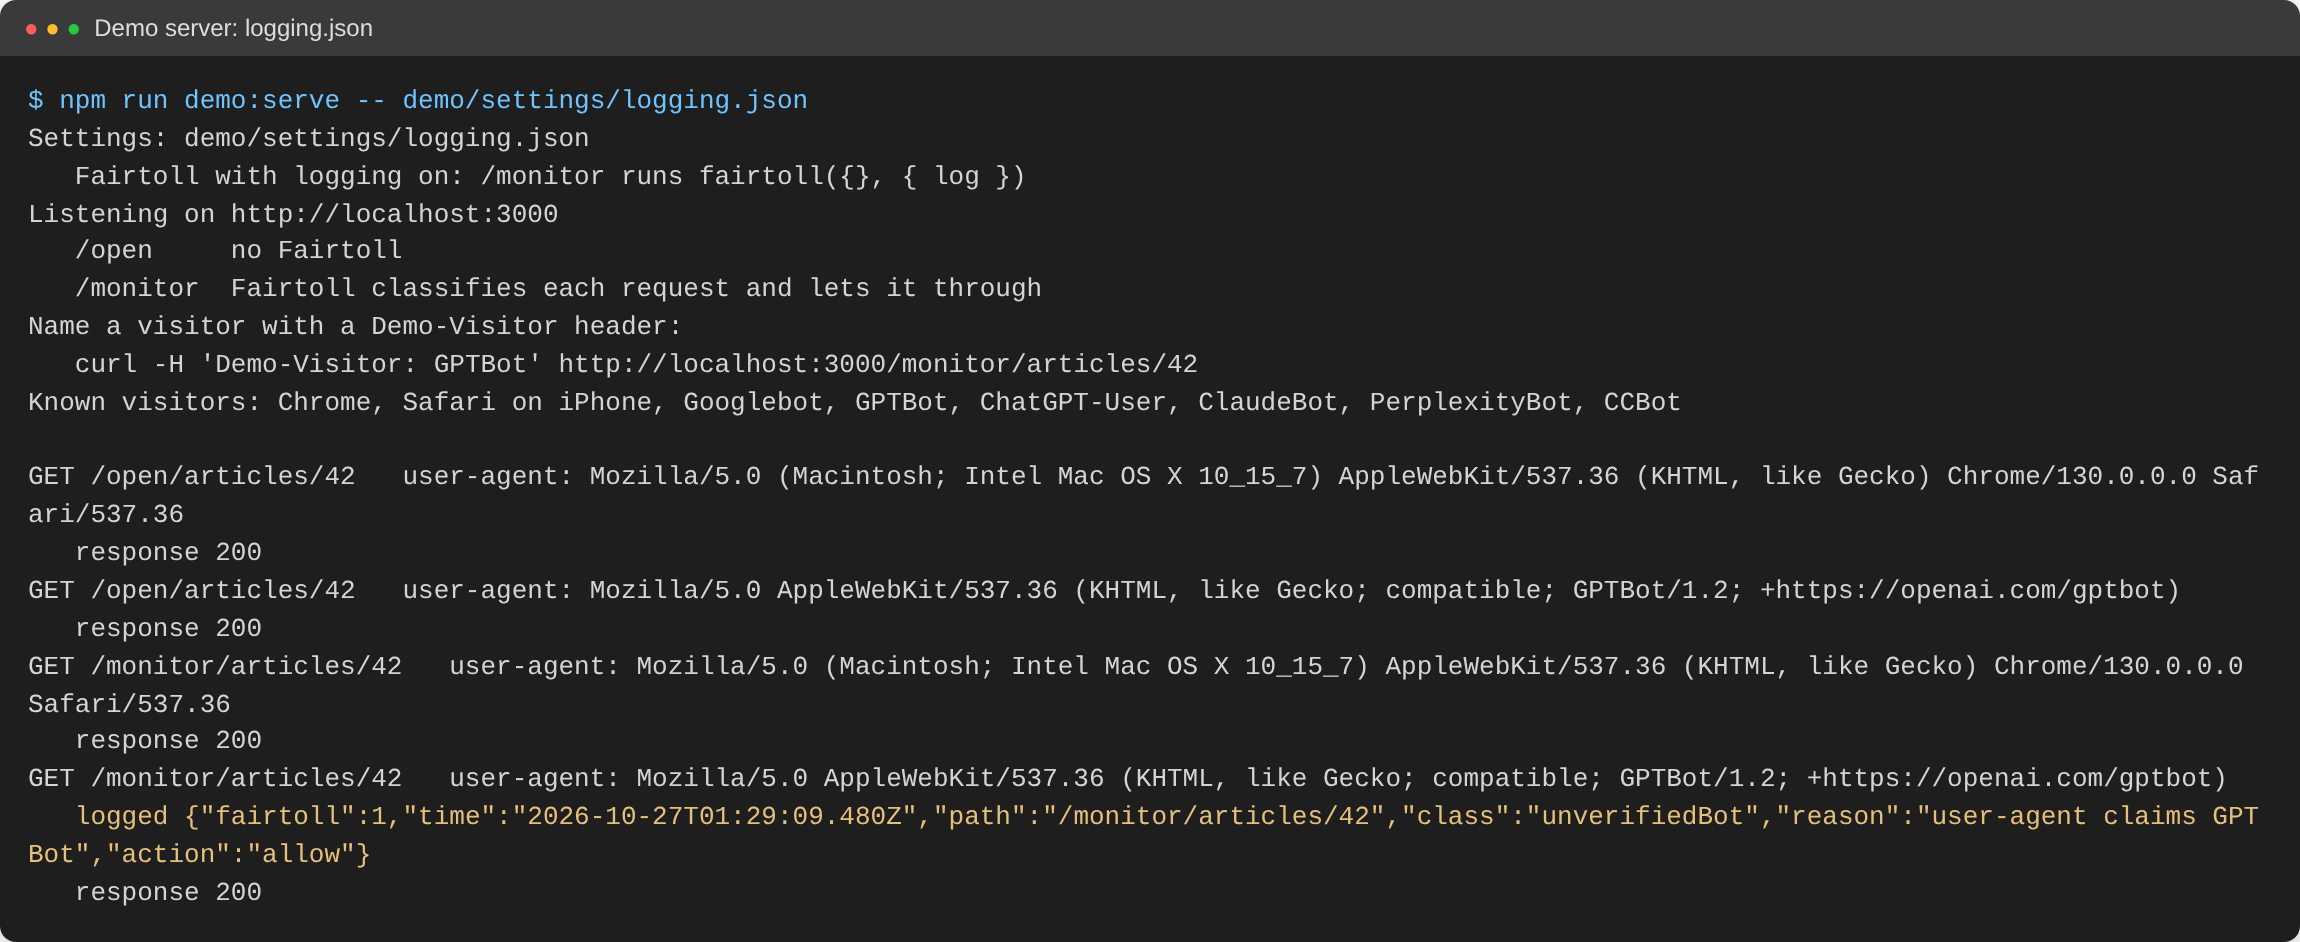 Demo server: logging.json
$ npm run demo:serve -- demo/settings/logging.json
Settings: demo/settings/logging.json
   Fairtoll with logging on: /monitor runs fairtoll({}, { log })
Listening on http://localhost:3000
   /open     no Fairtoll
   /monitor  Fairtoll classifies each request and lets it through
Name a visitor with a Demo-Visitor header:
   curl -H 'Demo-Visitor: GPTBot' http://localhost:3000/monitor/articles/42
Known visitors: Chrome, Safari on iPhone, Googlebot, GPTBot, ChatGPT-User, ClaudeBot, PerplexityBot, CCBot

GET /open/articles/42   user-agent: Mozilla/5.0 (Macintosh; Intel Mac OS X 10_15_7) AppleWebKit/537.36 (KHTML, like Gecko) Chrome/130.0.0.0 Saf
ari/537.36
   response 200
GET /open/articles/42   user-agent: Mozilla/5.0 AppleWebKit/537.36 (KHTML, like Gecko; compatible; GPTBot/1.2; +https://openai.com/gptbot)
   response 200
GET /monitor/articles/42   user-agent: Mozilla/5.0 (Macintosh; Intel Mac OS X 10_15_7) AppleWebKit/537.36 (KHTML, like Gecko) Chrome/130.0.0.0
Safari/537.36
   response 200
GET /monitor/articles/42   user-agent: Mozilla/5.0 AppleWebKit/537.36 (KHTML, like Gecko; compatible; GPTBot/1.2; +https://openai.com/gptbot)
   logged {"fairtoll":1,"time":"2026-10-27T01:29:09.480Z","path":"/monitor/articles/42","class":"unverifiedBot","reason":"user-agent claims GPT
Bot","action":"allow"}
   response 200